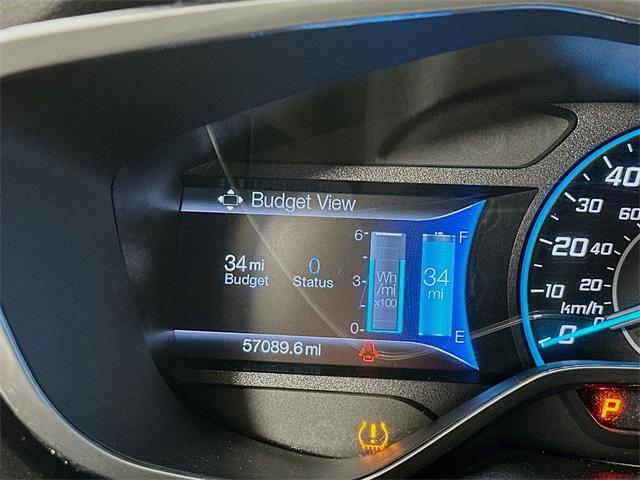 Budget View
34 mi
Budget
0
Status
6
3
0
Wh
/mi
x100
F
34
mi
E
57089.6 mi
40
30
20
10
0
60
40
20
km/h
0
P